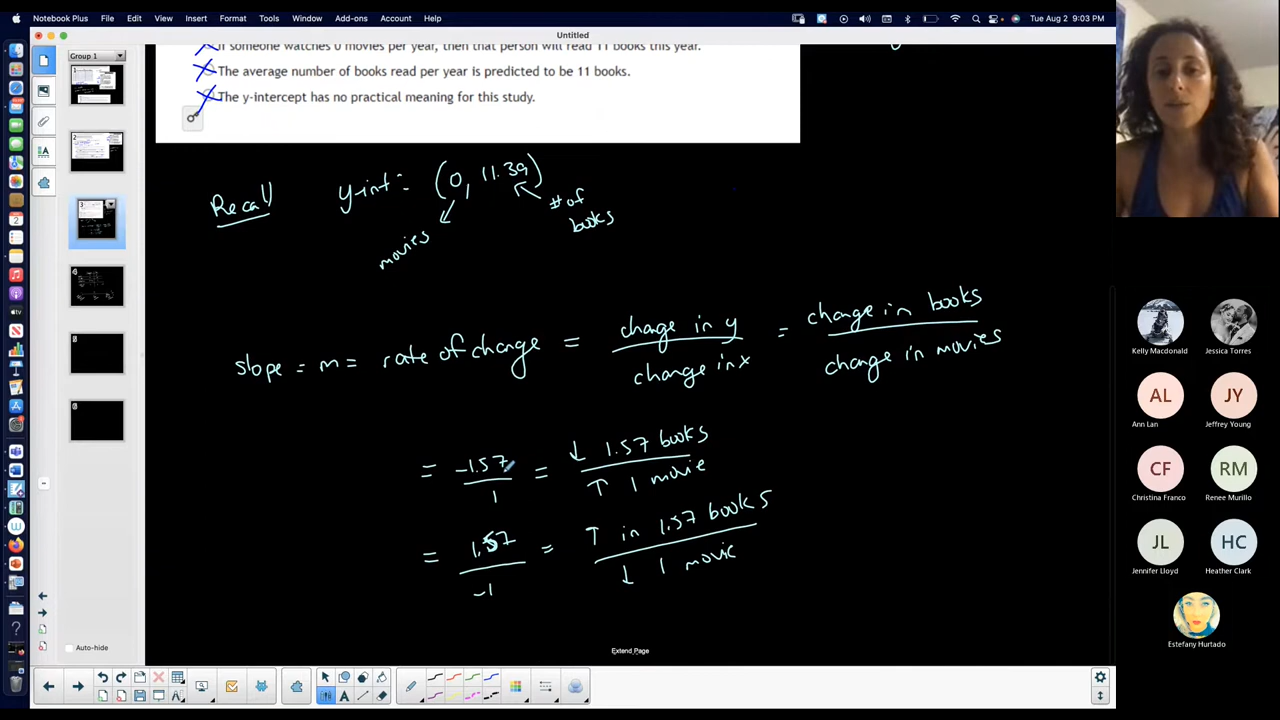 Notebook Plus File Edit View Insert Format Tools Window Add-ons Account Help
Tue Aug 2 9:03 PM
Untitled
Group 1
If someone watches 0 movies per year, then that person will read 11 books this year.
The average number of books read per year is predicted to be 11 books.
The y-intercept has no practical meaning for this study.
Recall y-int = (0, 11.39)
movies
# of books
slope = m = rate of change = change in y / change in x = change in books / change in movies
= -1.57 / 1 = ↓ 1.57 books / ↑ 1 movie
= 1.57 / -1 = ↑ in 1.57 books / ↓ 1 movie
Kelly Macdonald
Jessica Torres
AL
JY
Ann Lan
Jeffrey Young
CF
RM
Christina Franco
Renee Murillo
JL
HC
Jennifer Lloyd
Heather Clark
Estefany Hurtado
Auto-hide
Extend Page